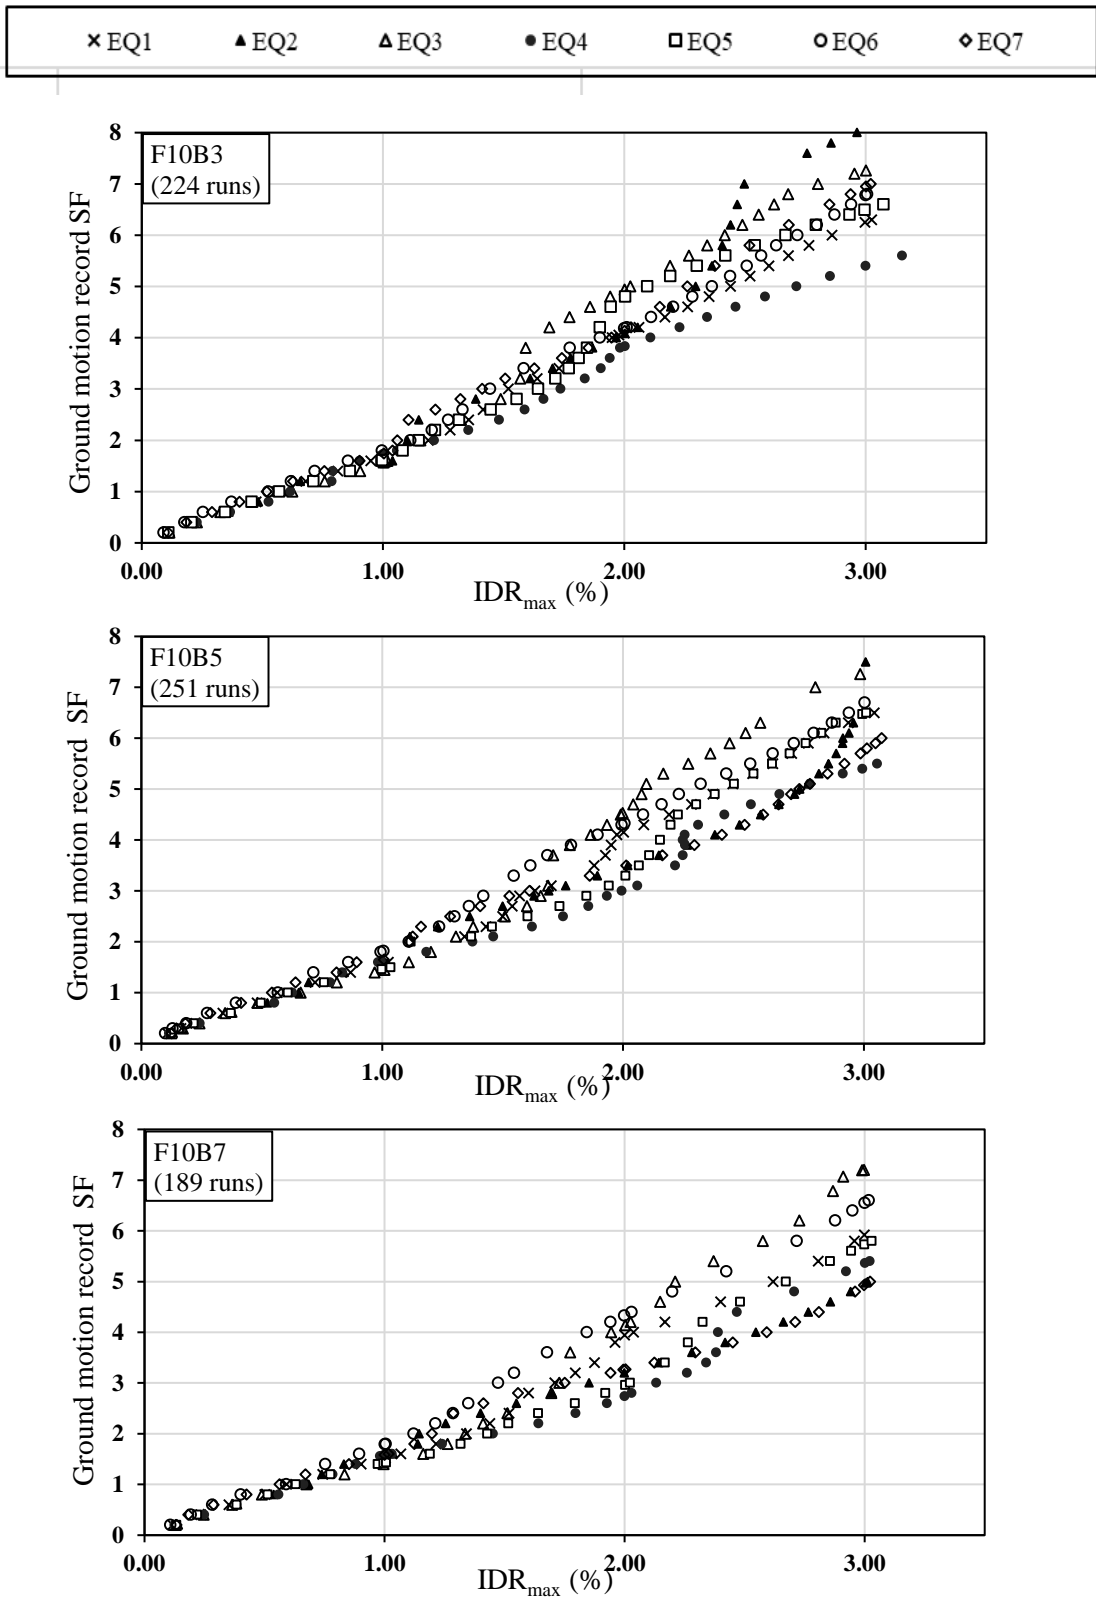 EQ1 EQ2 EQ3 EQ4 EQ5 EQ6 EQ7
F10B3
(224 runs)
Ground motion record SF
8
7
6
5
4
3
2
1
0
0.00 1.00 2.00 3.00
IDRmax (%)
F10B5
(251 runs)
Ground motion record SF
8
7
6
5
4
3
2
1
0
0.00 1.00 2.00 3.00
IDRmax (%)
F10B7
(189 runs)
Ground motion record SF
8
7
6
5
4
3
2
1
0
0.00 1.00 2.00 3.00
IDRmax (%)